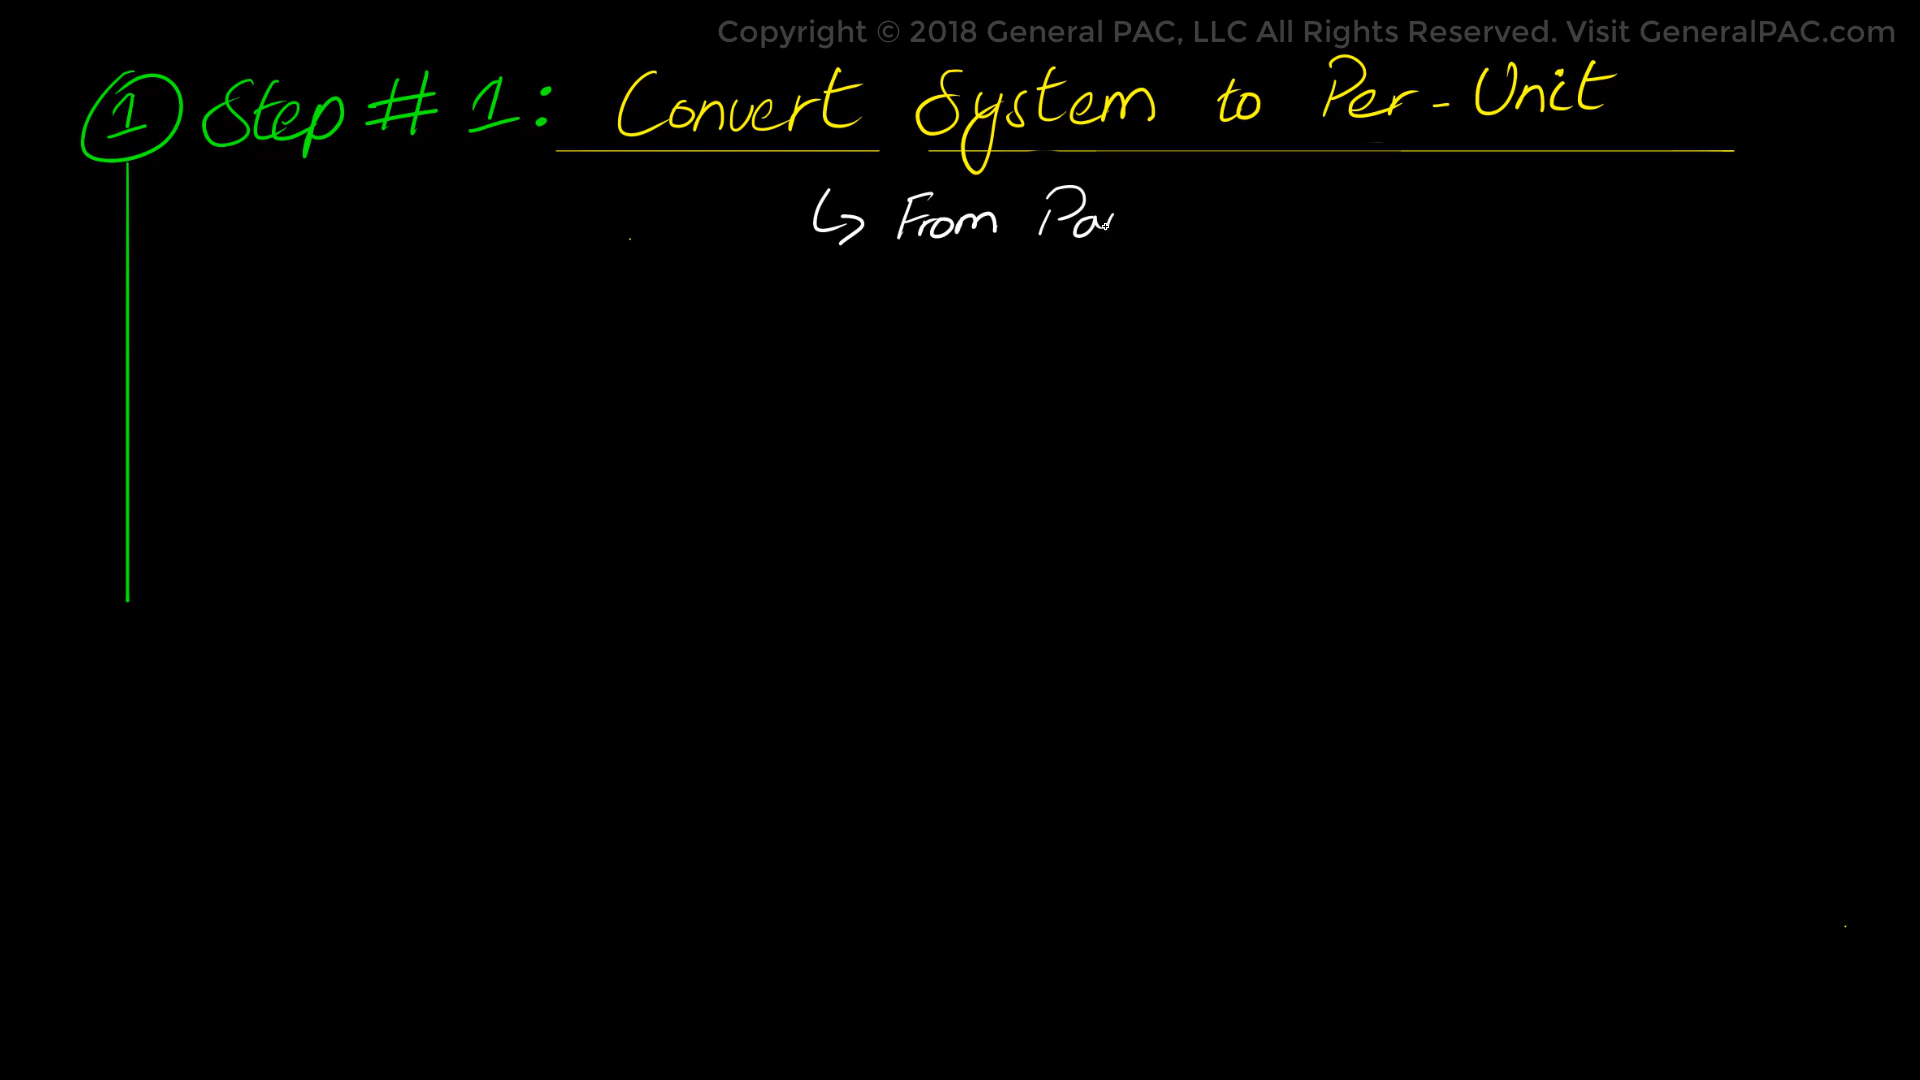 Copyright © 2018 General PAC, LLC All Rights Reserved. Visit GeneralPAC.com
1 Step # 1: Convert System to Per-Unit
↳ From Par